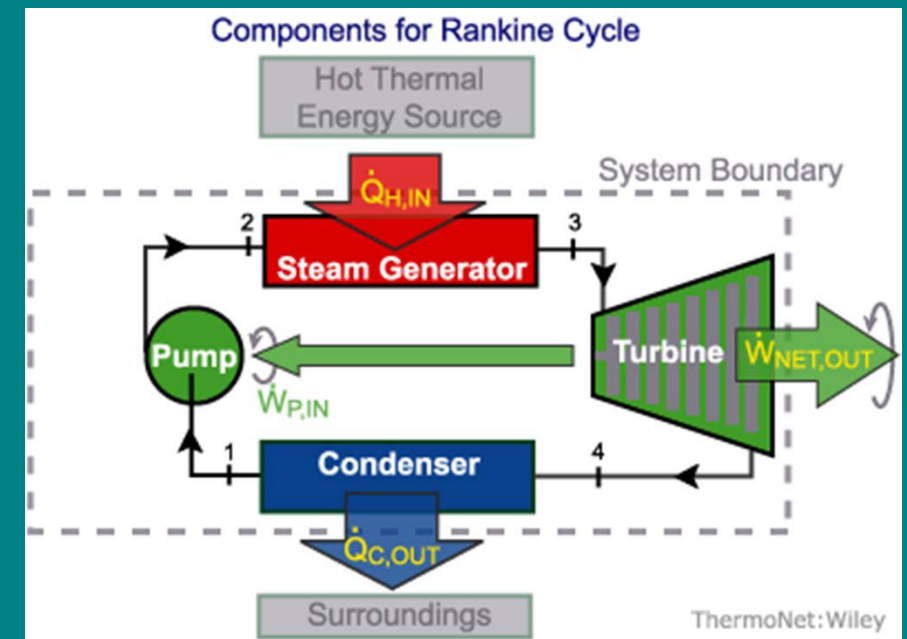 Components for Rankine Cycle
Hot Thermal
Energy Source
System Boundary
Q̇H,IN
2
3
Steam Generator
Pump
Turbine
ẆNET,OUT
ẆP,IN
1
Condenser
4
Q̇C,OUT
Surroundings
ThermoNet:Wiley